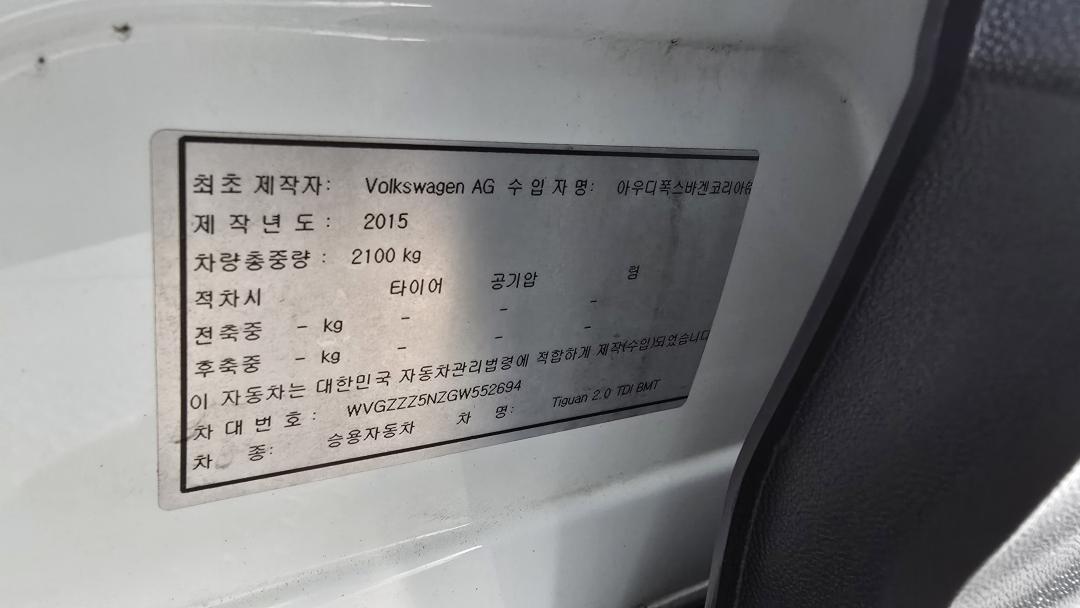 최초 제작자: Volkswagen AG 수 입 자 명: 아우디폭스바겐코리아㈜
제 작 년 도 : 2015
차량총중량 : 2100 kg
적차시 타이어 공기압 림
전축중 - kg - - -
후축중 - kg - - -
이 자동차는 대한민국 자동차관리법령에 적합하게 제작(수입)되었습니다
차 대 번 호 : WVGZZZ5NZGW552694
차 종: 승용자동차 차 명: Tiguan 2.0 TDI BMT